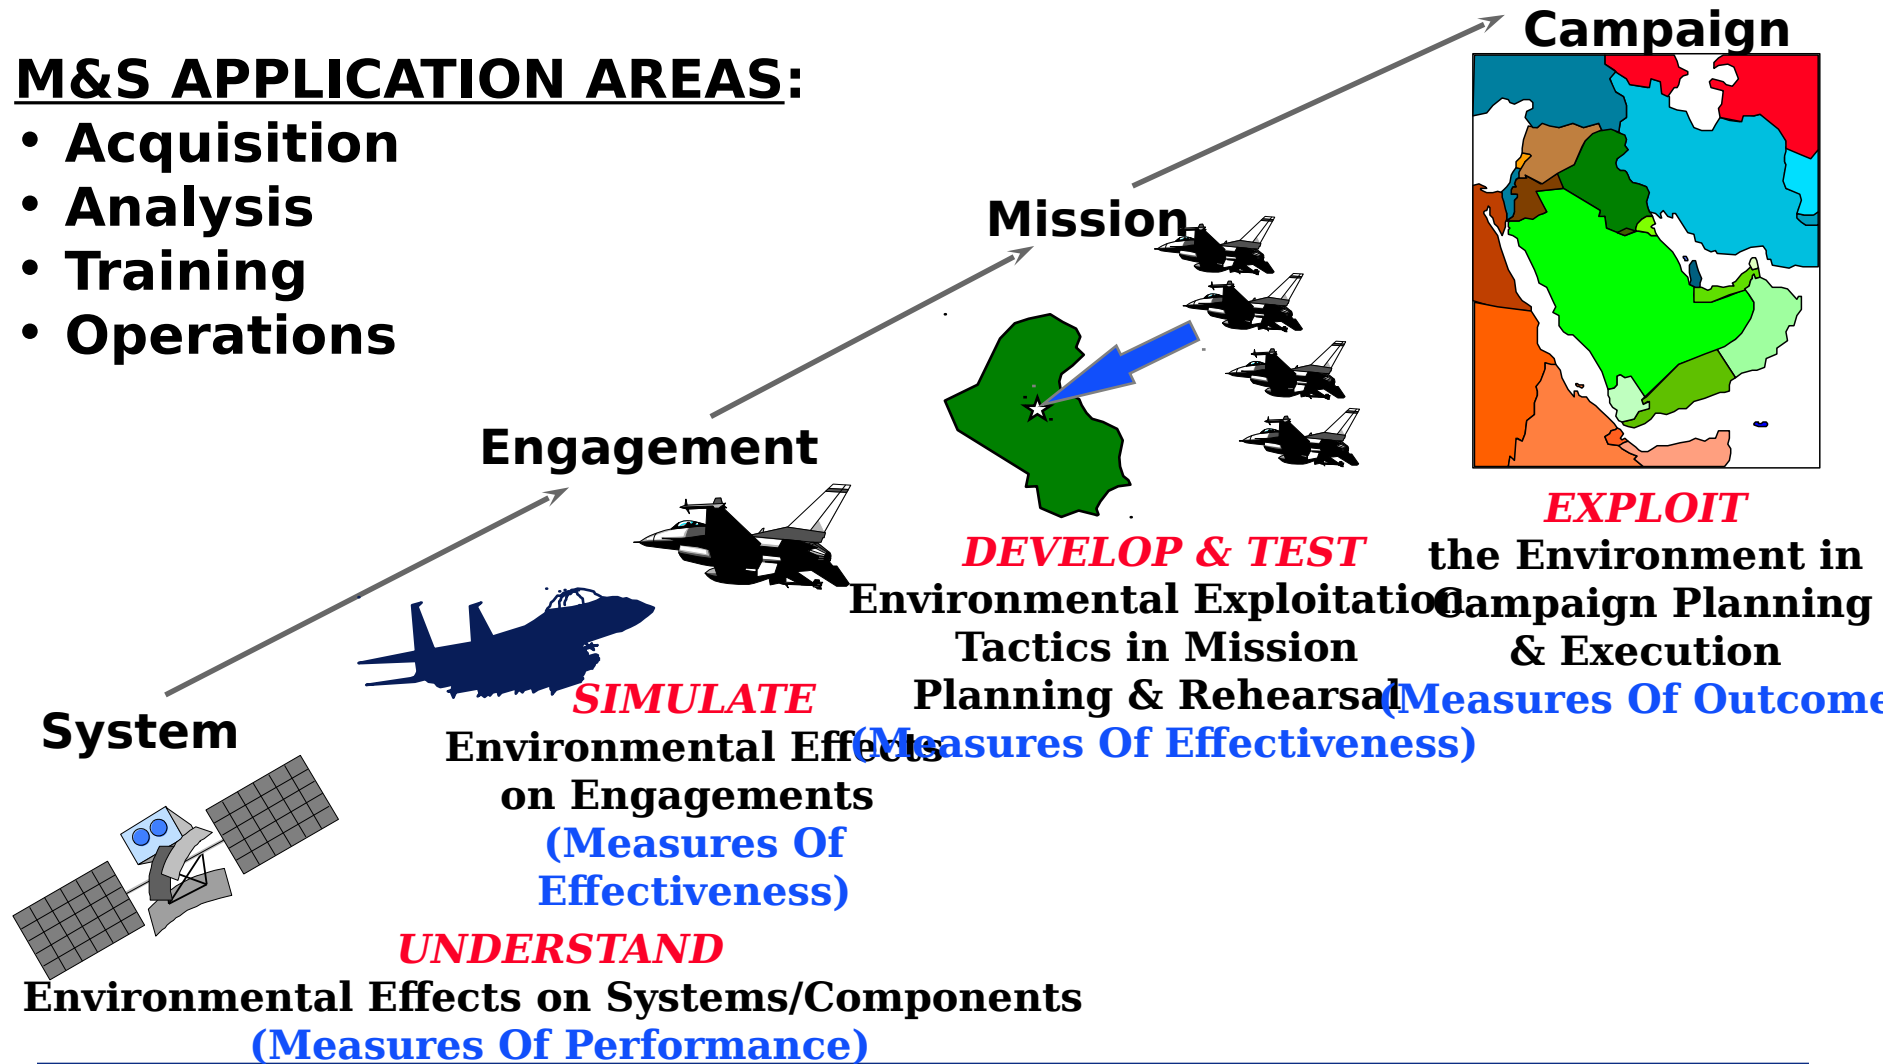 M&S APPLICATION AREAS:
• Acquisition
• Analysis
• Training
• Operations
System
Engagement
Mission
Campaign
UNDERSTAND
Environmental Effects on Systems/Components
(Measures Of Performance)
SIMULATE
Environmental Effects
on Engagements
(Measures Of
Effectiveness)
DEVELOP & TEST
Environmental Exploitation
Tactics in Mission
Planning & Rehearsal
(Measures Of Effectiveness)
EXPLOIT
the Environment in
Campaign Planning
& Execution
(Measures Of Outcome